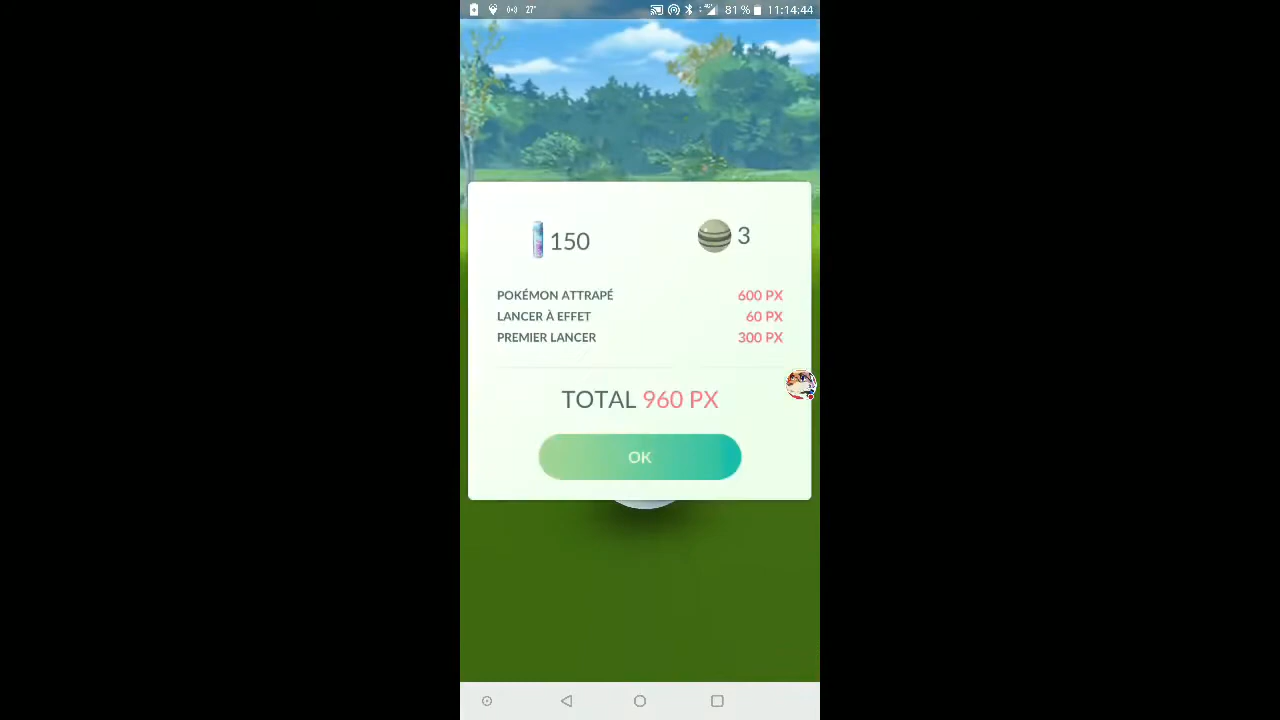 27° 81 % 11:14:44
150 3
POKÉMON ATTRAPÉ 600 PX
LANCER À EFFET 60 PX
PREMIER LANCER 300 PX
TOTAL 960 PX
OK